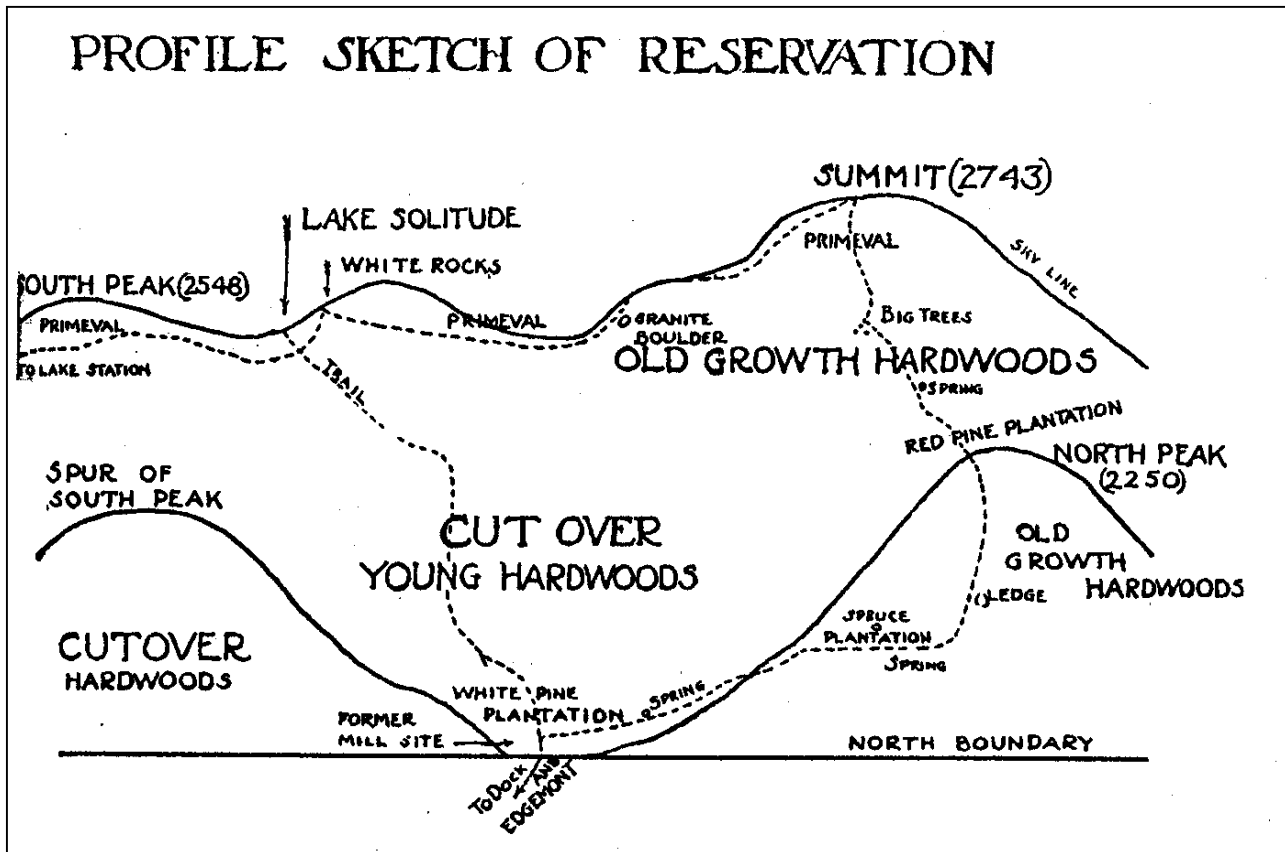 PROFILE SKETCH OF RESERVATION
SUMMIT (2743)
LAKE SOLITUDE
PRIMEVAL
SKY LINE
WHITE ROCKS
SOUTH PEAK (2548)
PRIMEVAL
PRIMEVAL
GRANITE
BOULDER
BIG TREES
TO LAKE STATION
OLD GROWTH HARDWOODS
TRAIL
SPRING
RED PINE PLANTATION
NORTH PEAK
(2250)
SPUR OF
SOUTH PEAK
CUT OVER
YOUNG HARDWOODS
OLD
GROWTH
HARDWOODS
LEDGE
SPRUCE
PLANTATION
SPRING
CUTOVER
HARDWOODS
WHITE PINE
PLANTATION
SPRING
FORMER
MILL SITE
NORTH BOUNDARY
TO DOCK
AND
EDGEMONT